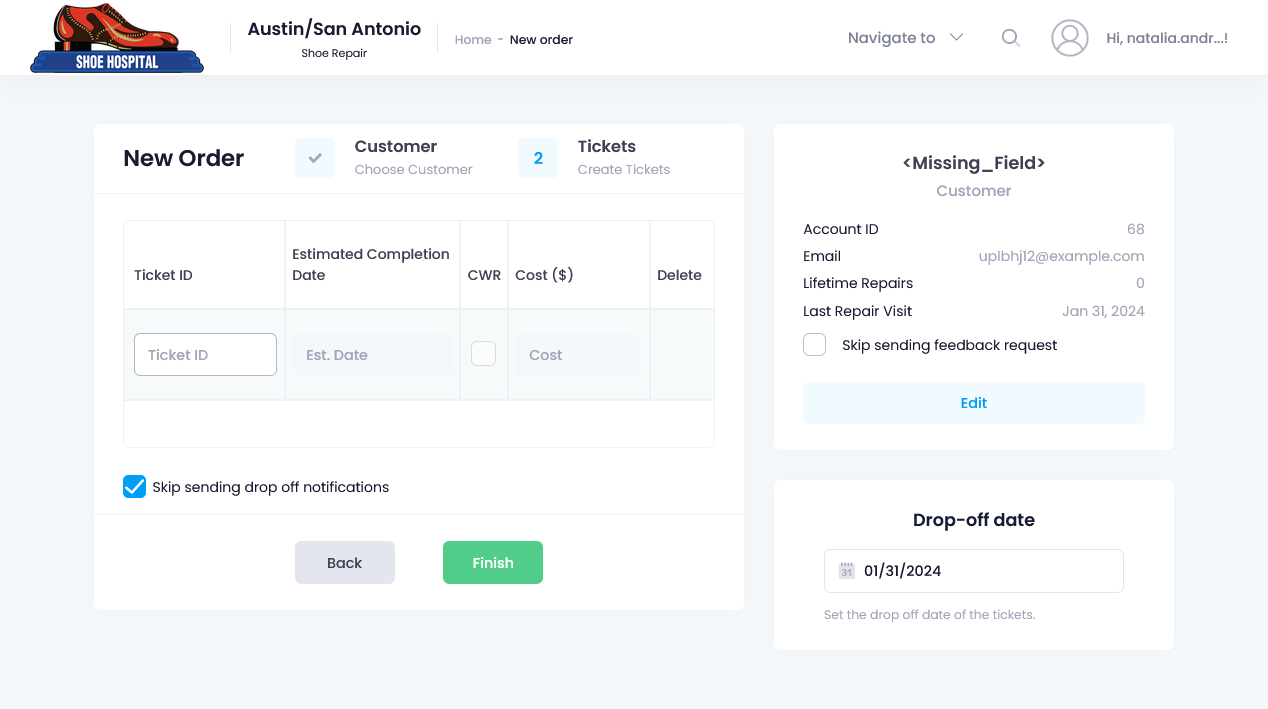 SHOE HOSPITAL
Austin/San Antonio
Shoe Repair
Home - New order
Navigate to
Hi, natalia.andr...!
New Order
Customer
Choose Customer
2
Tickets
Create Tickets
Ticket ID
Estimated Completion
Date
CWR
Cost ($)
Delete
Ticket ID
Est. Date
Cost
Skip sending drop off notifications
Back
Finish
<Missing_Field>
Customer
Account ID 68
Email uplbhj12@example.com
Lifetime Repairs 0
Last Repair Visit Jan 31, 2024
Skip sending feedback request
Edit
Drop-off date
31 01/31/2024
Set the drop off date of the tickets.